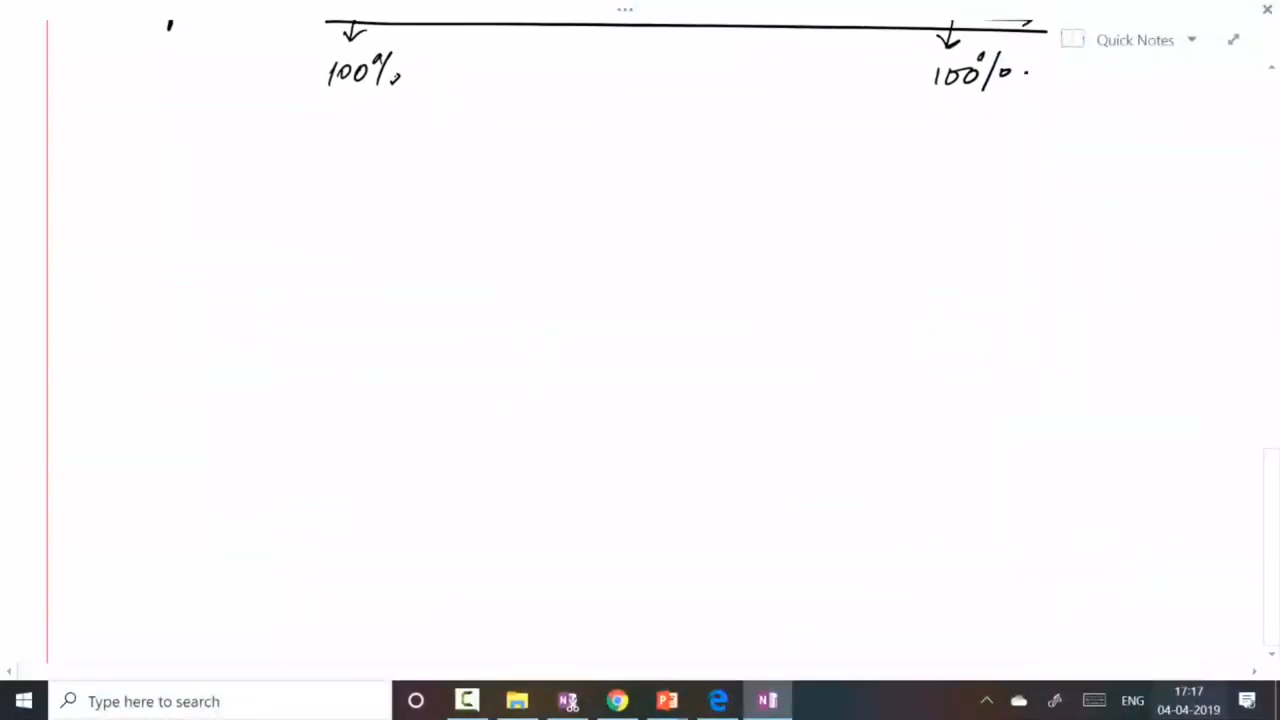 ...
Quick Notes
100% 100%.
Type here to search
ENG
17:17
04-04-2019